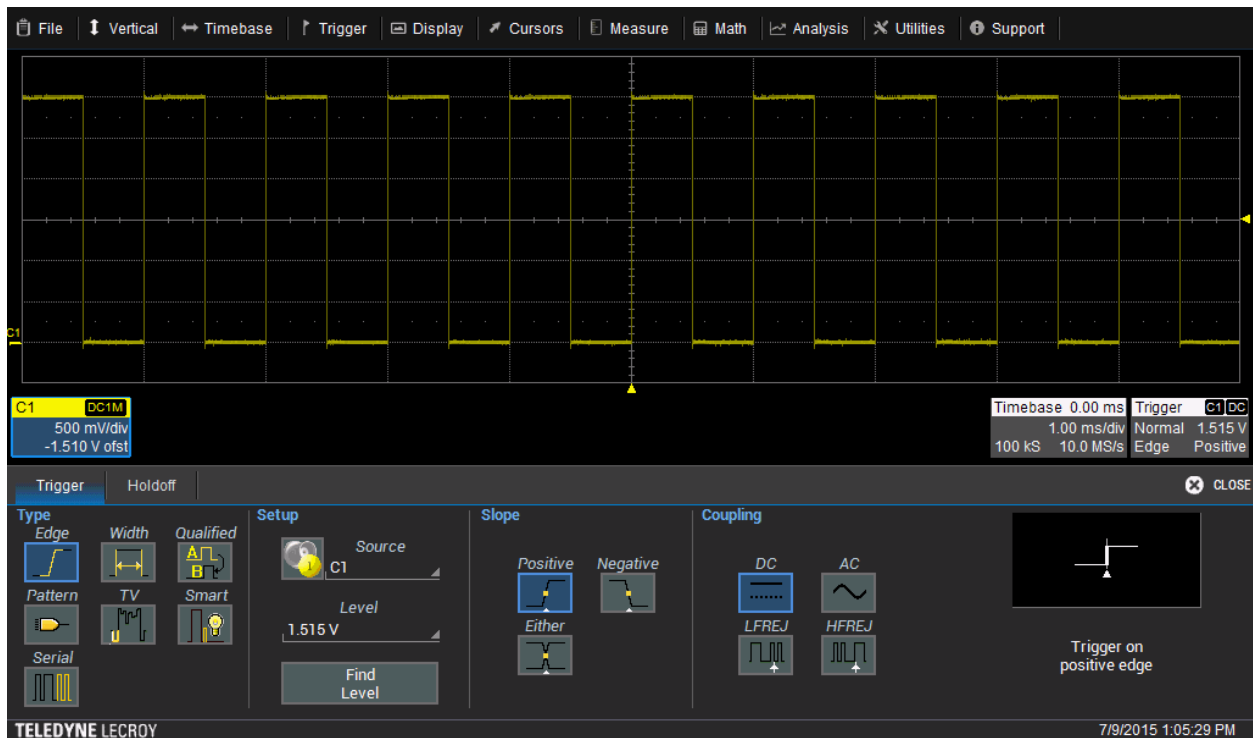 File Vertical Timebase Trigger Display Cursors Measure Math Analysis Utilities Support
C1
C1 DC1M
500 mV/div
-1.510 V ofst
Timebase 0.00 ms
1.00 ms/div
100 kS 10.0 MS/s
Trigger C1 DC
Normal 1.515 V
Edge Positive
Trigger Holdoff CLOSE
Type
Edge Width Qualified
A B
Pattern TV Smart
U
Serial
Setup
Source
1
C1
Level
1.515 V
Find
Level
Slope
Positive Negative
Either
Coupling
DC AC
LFREJ HFREJ
Trigger on
positive edge
TELEDYNE LECROY 7/9/2015 1:05:29 PM